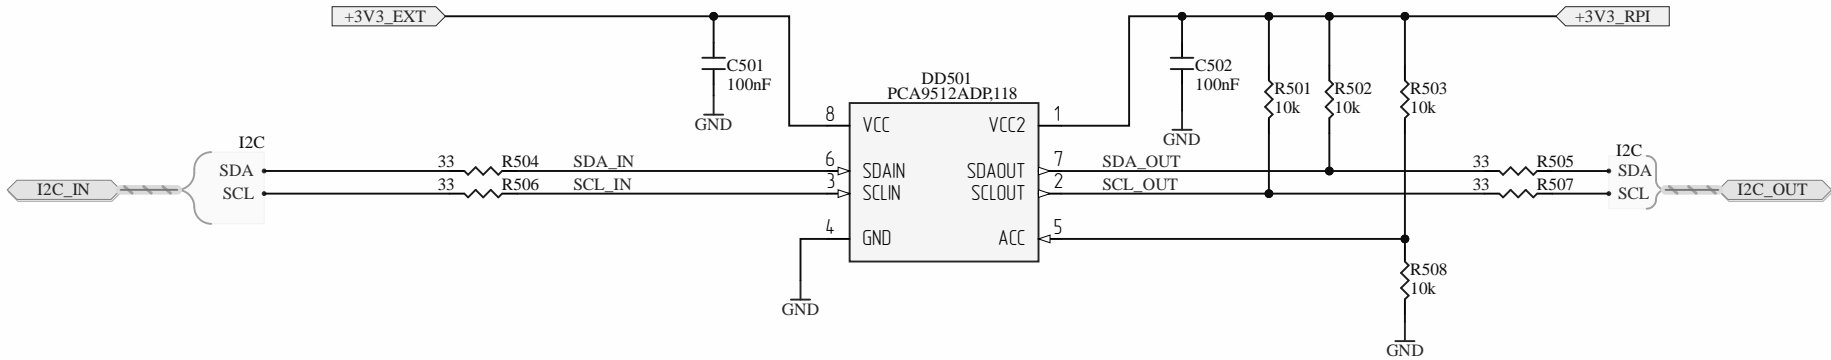 +3V3_EXT
+3V3_RPI
C501
100nF
GND
C502
100nF
GND
R501
10k
R502
10k
R503
10k
DD501
PCA9512ADP,118
8 VCC
VCC2 1
I2C
SDA
SCL
I2C_IN
33 R504 SDA_IN 6 SDAIN
33 R506 SCL_IN 3 SCLIN
SDAOUT 7 SDA_OUT 33 R505
SCLOUT 2 SCL_OUT 33 R507
I2C
SDA
SCL
I2C_OUT
4 GND
ACC 5
GND
R508
10k
GND